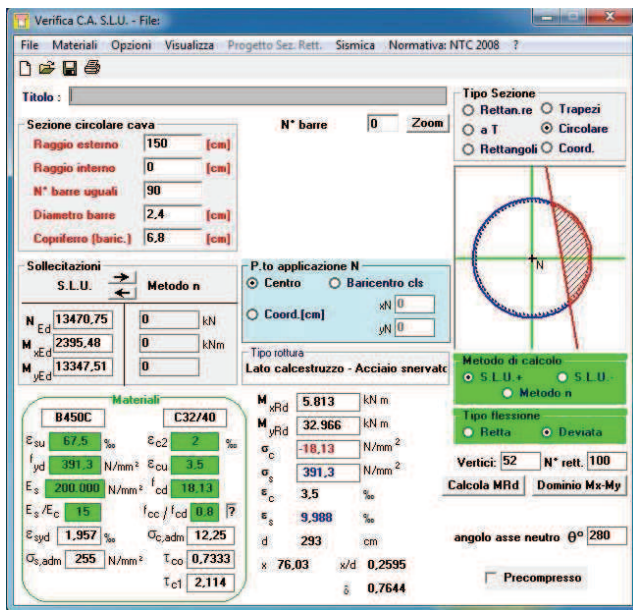 Verifica C.A. S.L.U. - File:
File Materiali Opzioni Visualizza Progetto Sez. Rett. Sismica Normativa: NTC 2008 ?
Titolo :
Tipo Sezione
Rettan.re Trapezi
a T Circolare
Rettangoli Coord.
Sezione circolare cava
Raggio esterno 150 [cm]
Raggio interno 0 [cm]
N° barre uguali 90
Diametro barre 2,4 [cm]
Copriferro (baric.) 6,8 [cm]
N° barre 0 Zoom
N
Sollecitazioni
S.L.U. Metodo n
N Ed 13470,75 0 kN
M xEd 2395,48 0 kNm
M yEd 13347,51 0
P.to applicazione N
Centro Baricentro cls
Coord.[cm] xN 0
yN 0
Tipo rottura
Lato calcestruzzo - Acciaio snervato
Metodo di calcolo
S.L.U.+ S.L.U.-
Metodo n
Tipo flessione
Retta Deviata
Vertici: 52 N° rett. 100
Calcola MRd Dominio Mx-My
angolo asse neutro θ° 280
Precompresso
Materiali
B450C C32/40
εsu 67,5 ‰ εc2 2 ‰
fyd 391,3 N/mm² εcu 3.5
Es 200.000 N/mm² fcd 18,13
Es/Ec 15 fcc / fcd 0.8 ?
εsyd 1,957 ‰ σc,adm 12,25
σs,adm 255 N/mm² τco 0,7333
τc1 2,114
M xRd 5.813 kN m
M yRd 32.966 kN m
σc -18,13 N/mm²
σs 391,3 N/mm²
εc 3,5 ‰
εs 9,988 ‰
d 293 cm
x 76,03 x/d 0,2595
δ 0,7644